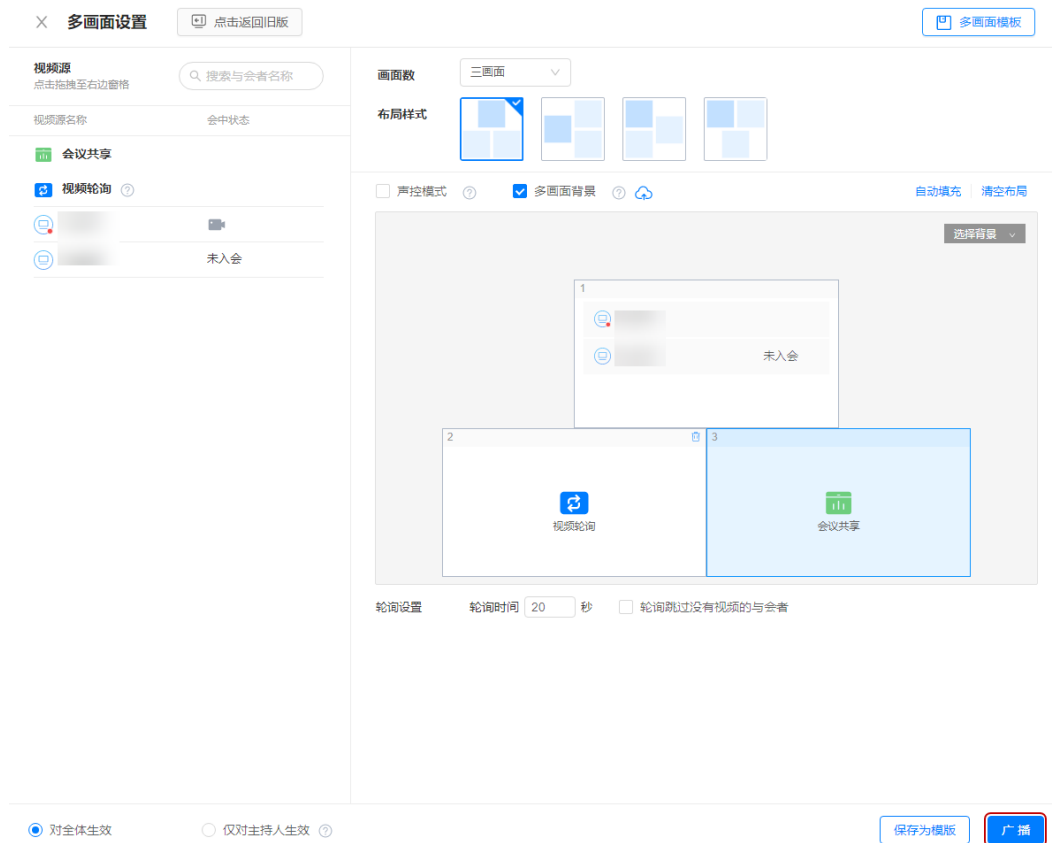 多画面设置
点击返回旧版
多画面模板
视频源
点击拖拽至右边窗格
搜索与会者名称
视频源名称
会中状态
会议共享
视频轮询
未入会
画面数
三画面
布局样式
声控模式
多画面背景
自动填充
清空布局
选择背景
1
未入会
2
视频轮询
3
会议共享
轮询设置
轮询时间
20
秒
轮询跳过没有视频的与会者
对全体生效
仅对主持人生效
保存为模版
广播